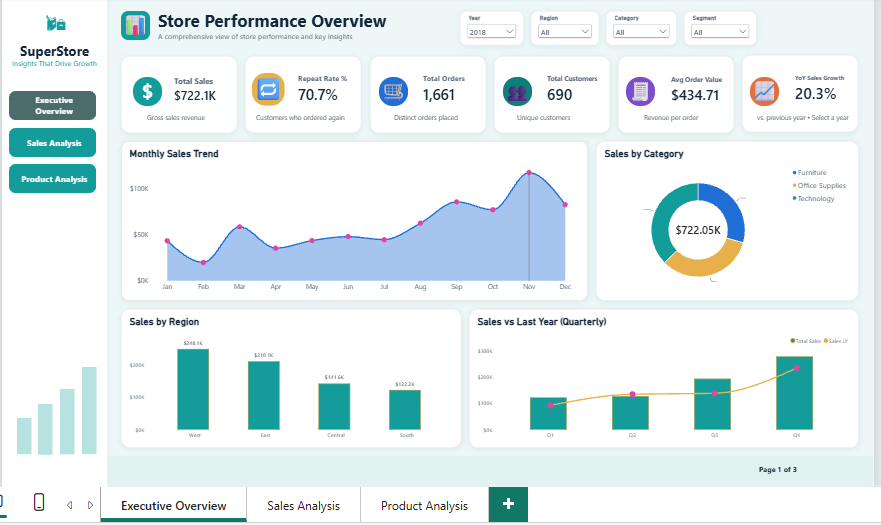 SuperStore
Insights That Drive Growth
Executive
Overview
Sales Analysis
Product Analysis
Store Performance Overview
A comprehensive view of store performance and key insights
Year
2018
Region
All
Category
All
Segment
All
$
Total Sales
$722.1K
Gross sales revenue
Repeat Rate %
70.7%
Customers who ordered again
Total Orders
1,661
Distinct orders placed
Total Customers
690
Unique customers
Avg Order Value
$434.71
Revenue per order
YoY Sales Growth
20.3%
vs. previous year • Select a year
Monthly Sales Trend
$100K
$50K
$0K
Jan Feb Mar Apr May Jun Jul Aug Sep Oct Nov Dec
Sales by Category
$722.05K
Furniture
Office Supplies
Technology
Sales by Region
$200K
$100K
$0K
$248.1K
$210.1K
$141.6K
$122.2K
West East Central South
Sales vs Last Year (Quarterly)
Total Sales Sales LY
$300K
$200K
$100K
$0K
Q1 Q2 Q3 Q4
Page 1 of 3
Executive Overview
Sales Analysis
Product Analysis
+